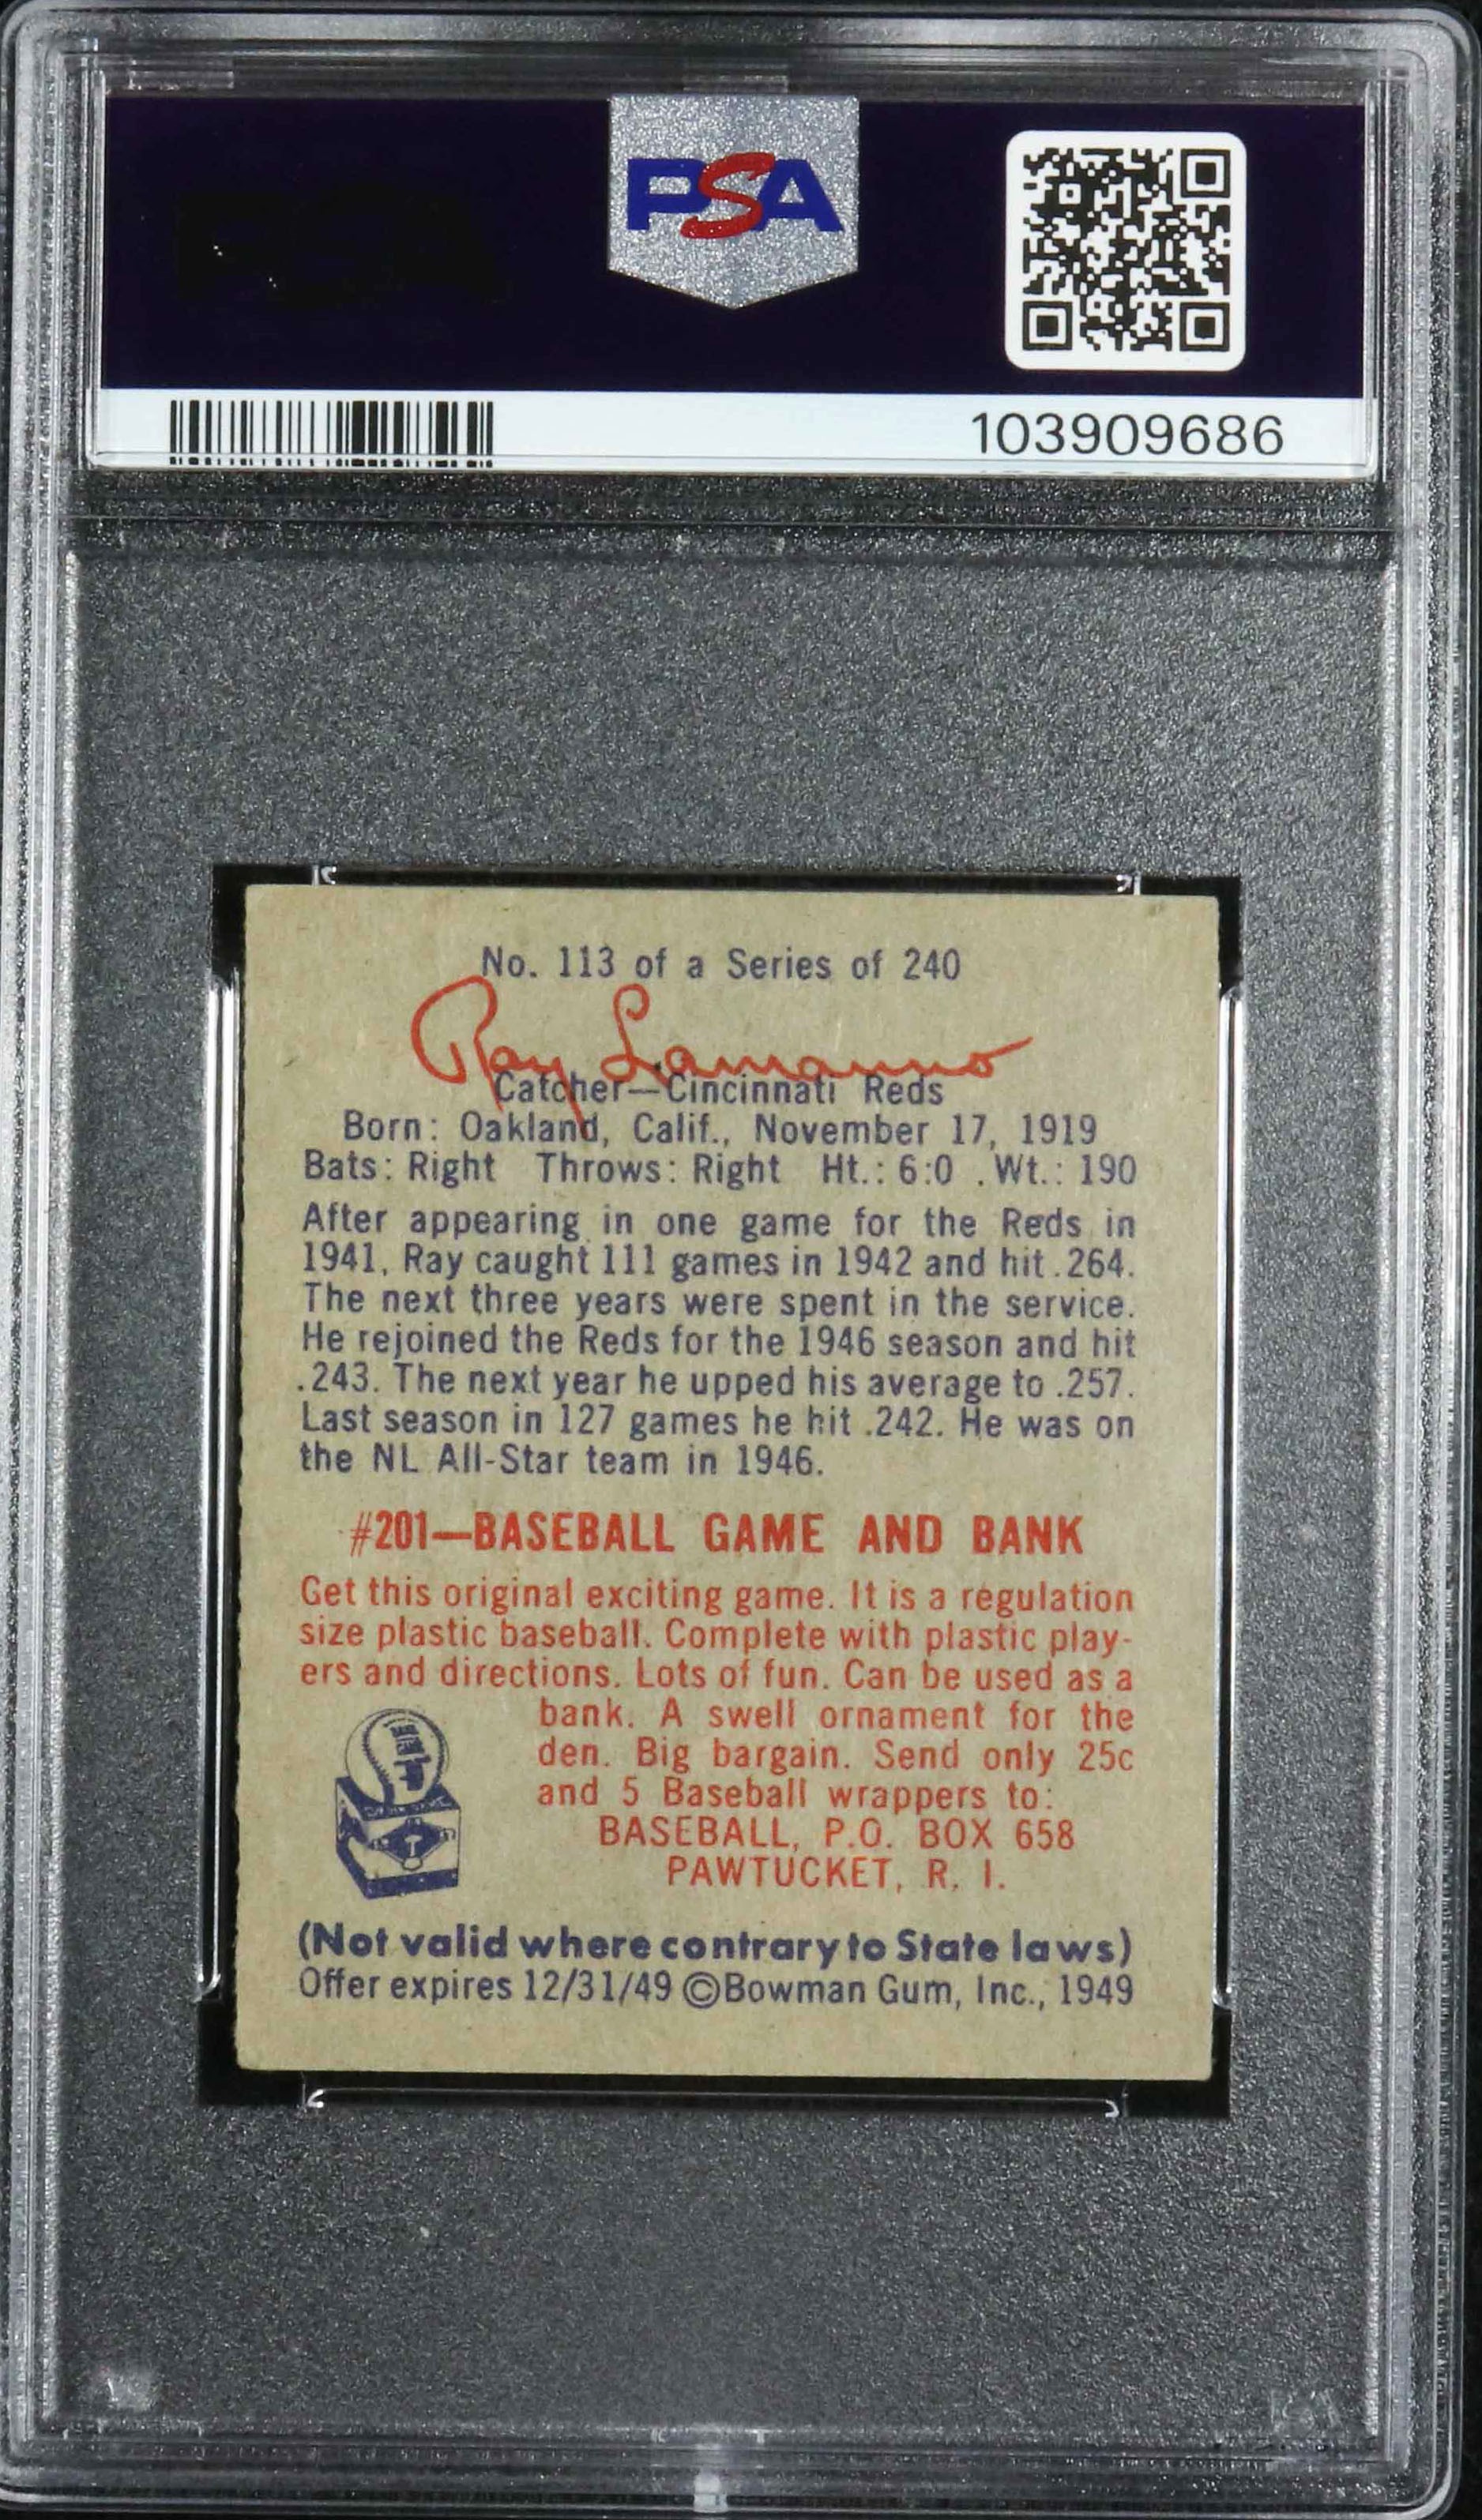 PSA
103909686
No. 113 of a Series of 240
Ray Lamanno
Catcher—Cincinnati Reds
Born: Oakland, Calif., November 17, 1919
Bats: Right Throws: Right Ht.: 6:0 . Wt.: 190
After appearing in one game for the Reds in
1941, Ray caught 111 games in 1942 and hit .264.
The next three years were spent in the service.
He rejoined the Reds for the 1946 season and hit
.243. The next year he upped his average to .257.
Last season in 127 games he hit .242. He was on
the NL All-Star team in 1946.
#201—BASEBALL GAME AND BANK
Get this original exciting game. It is a regulation
size plastic baseball. Complete with plastic play-
ers and directions. Lots of fun. Can be used as a
bank. A swell ornament for the
den. Big bargain. Send only 25c
and 5 Baseball wrappers to:
BASEBALL, P.O. BOX 658
PAWTUCKET, R. I.
(Not valid where contrary to State laws)
Offer expires 12/31/49 ©Bowman Gum, Inc., 1949